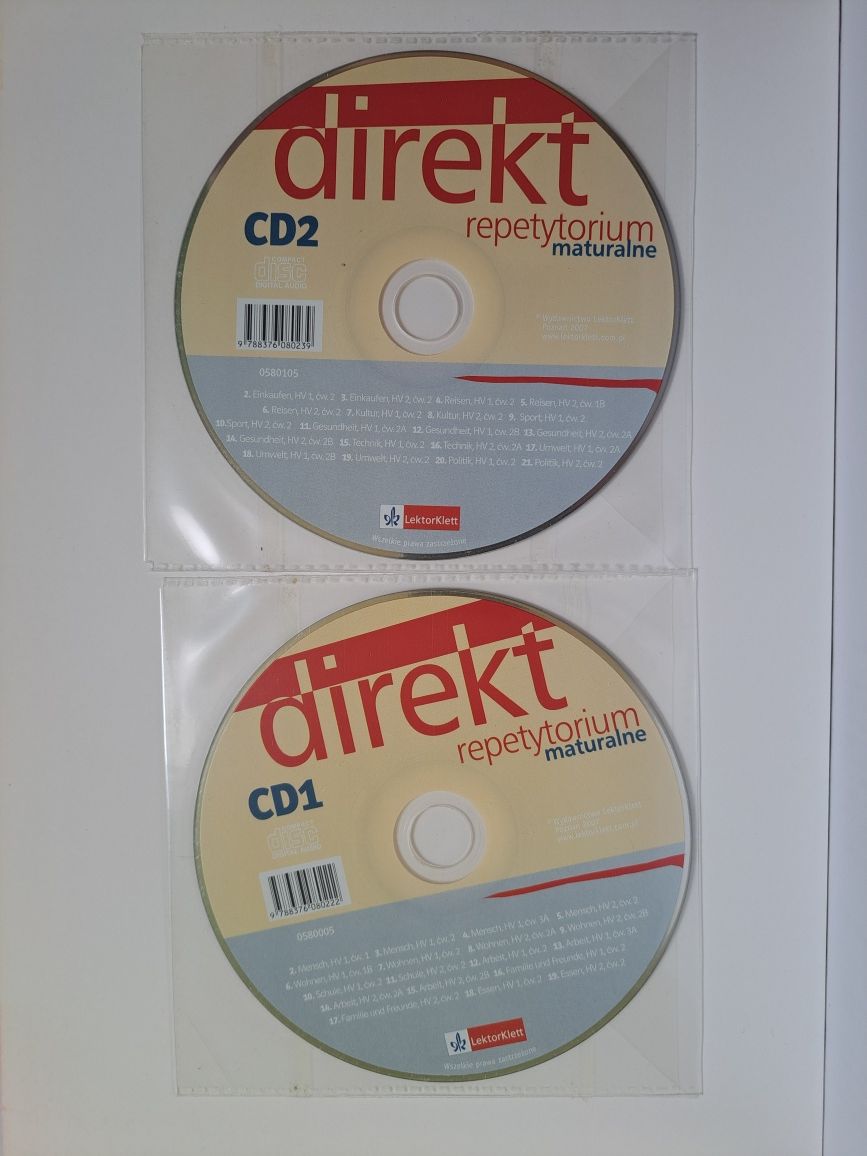 direkt
repetytorium
maturalne
CD2
COMPACT
disc
DIGITAL AUDIO
9 788376 080239
© Wydawnictwo LektorKlett
Poznań 2007
www.lektorklett.com.pl
0580105
2. Einkaufen, HV 1, ćw. 2 3. Einkaufen, HV 2, ćw. 2 4. Reisen, HV 1, ćw. 2 5. Reisen, HV 2, ćw. 1B
6. Reisen, HV 2, ćw. 2 7. Kultur, HV 1, ćw. 2 8. Kultur, HV 2, ćw. 2 9. Sport, HV 1, ćw. 2
10.Sport, HV 2, ćw. 2 11. Gesundheit, HV 1, ćw. 2A 12. Gesundheit, HV 1, ćw. 2B 13. Gesundheit, HV 2, ćw. 2A
14. Gesundheit, HV 2, ćw. 2B 15. Technik, HV 1, ćw. 2 16. Technik, HV 2, ćw. 2A 17. Umwelt, HV 1, ćw. 2A
18. Umwelt, HV 1, ćw. 2B 19. Umwelt, HV 2, ćw. 2 20. Politik, HV 1, ćw. 2 21. Politik, HV 2, ćw. 2
LektorKlett
Wszelkie prawa zastrzeżone
direkt
repetytorium
maturalne
CD1
COMPACT
disc
DIGITAL AUDIO
9 788376 080222
© Wydawnictwo LektorKlett
Poznań 2007
www.lektorklett.com.pl
0580005
2. Mensch, HV 1, ćw. 1 3. Mensch, HV 1, ćw. 2 4. Mensch, HV 1, ćw. 3A 5. Mensch, HV 2, ćw. 2
6. Wohnen, HV 1, ćw. 1B 7. Wohnen, HV 1, ćw. 2 8. Wohnen, HV 2, ćw. 2A 9. Wohnen, HV 2, ćw. 2B
10. Schule, HV 1, ćw. 2 11. Schule, HV 2, ćw. 2 12. Arbeit, HV 1, ćw. 2 13. Arbeit, HV 1, ćw. 3A
14. Arbeit, HV 2, ćw. 2A 15. Arbeit, HV 2, ćw. 2B 16. Familie und Freunde, HV 1, ćw. 2
17. Familie und Freunde, HV 2, ćw. 2 18. Essen, HV 1, ćw. 2 19. Essen, HV 2, ćw. 2
LektorKlett
Wszelkie prawa zastrzeżone